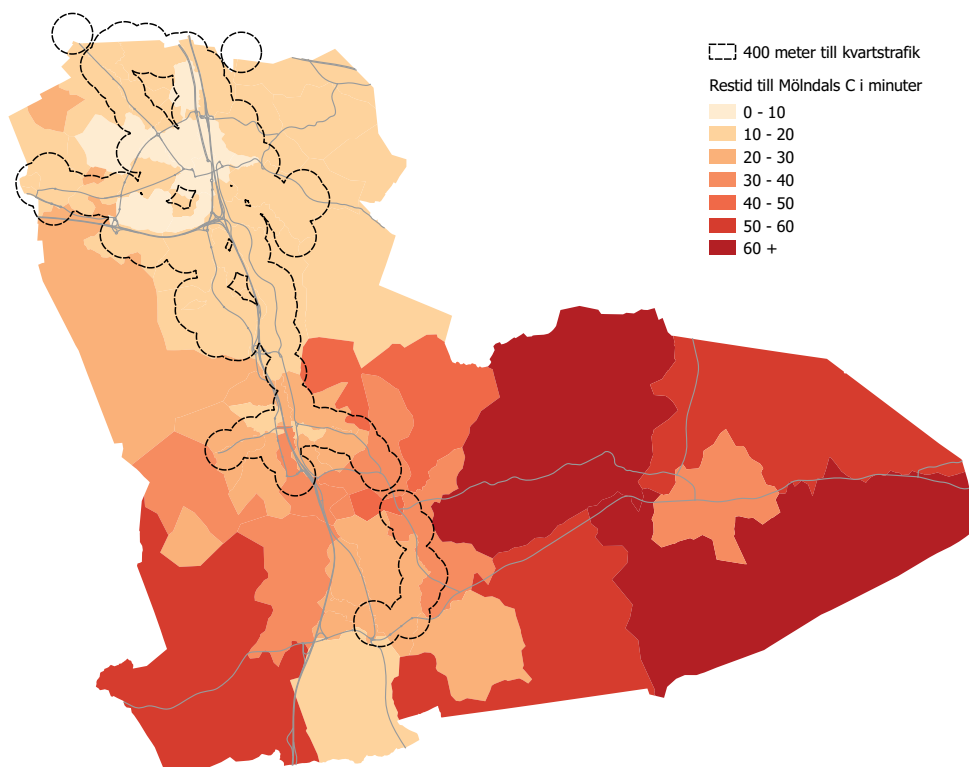 400 meter till kvartstrafik
Restid till Mölndals C i minuter
0 - 10
10 - 20
20 - 30
30 - 40
40 - 50
50 - 60
60 +